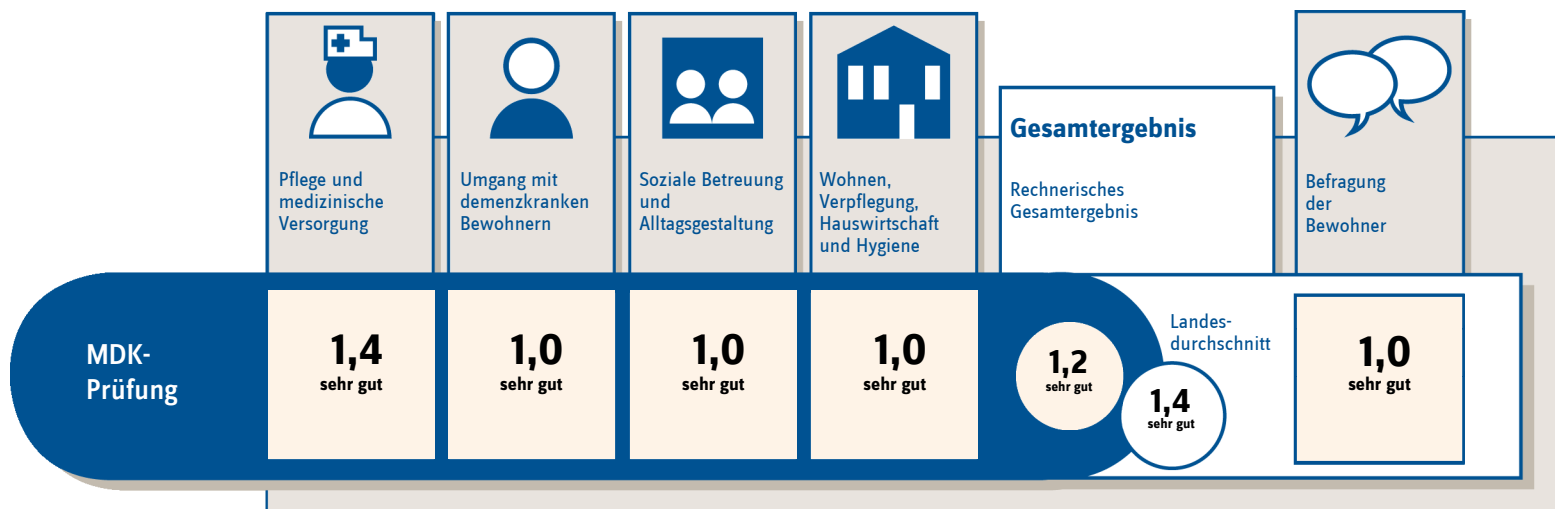 Pflege und
medizinische
Versorgung
Umgang mit
demenzkranken
Bewohnern
Soziale Betreuung
und
Alltagsgestaltung
Wohnen,
Verpflegung,
Hauswirtschaft
und Hygiene
Gesamtergebnis
Rechnerisches
Gesamtergebnis
Befragung
der
Bewohner
MDK-
Prüfung
1,4
sehr gut
1,0
sehr gut
1,0
sehr gut
1,0
sehr gut
1,2
sehr gut
Landes-
durchschnitt
1,4
sehr gut
1,0
sehr gut